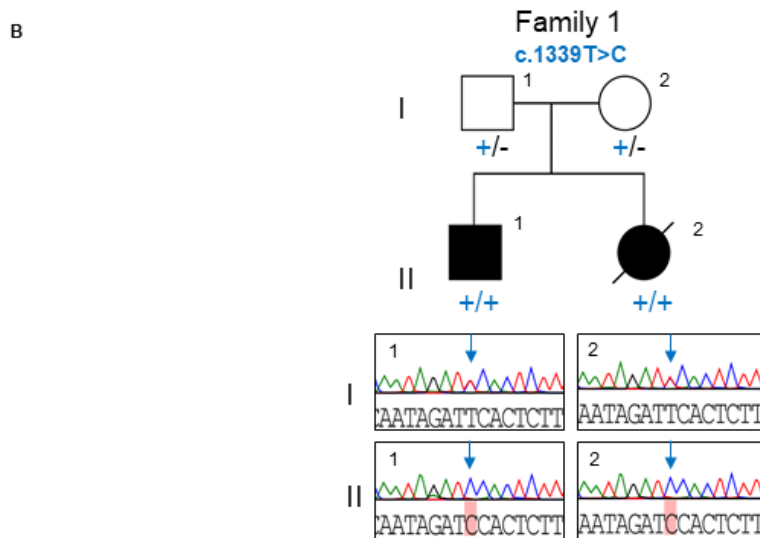 B
Family 1
c.1339T>C
1
2
I
+/-
+/-
1
2
II
+/+
+/+
1
2
I
CAATAGATTCACTCTT
AATAGATTCACTCTT
1
2
II
CAATAGATCCACTCTT
AATAGATCCACTCTT